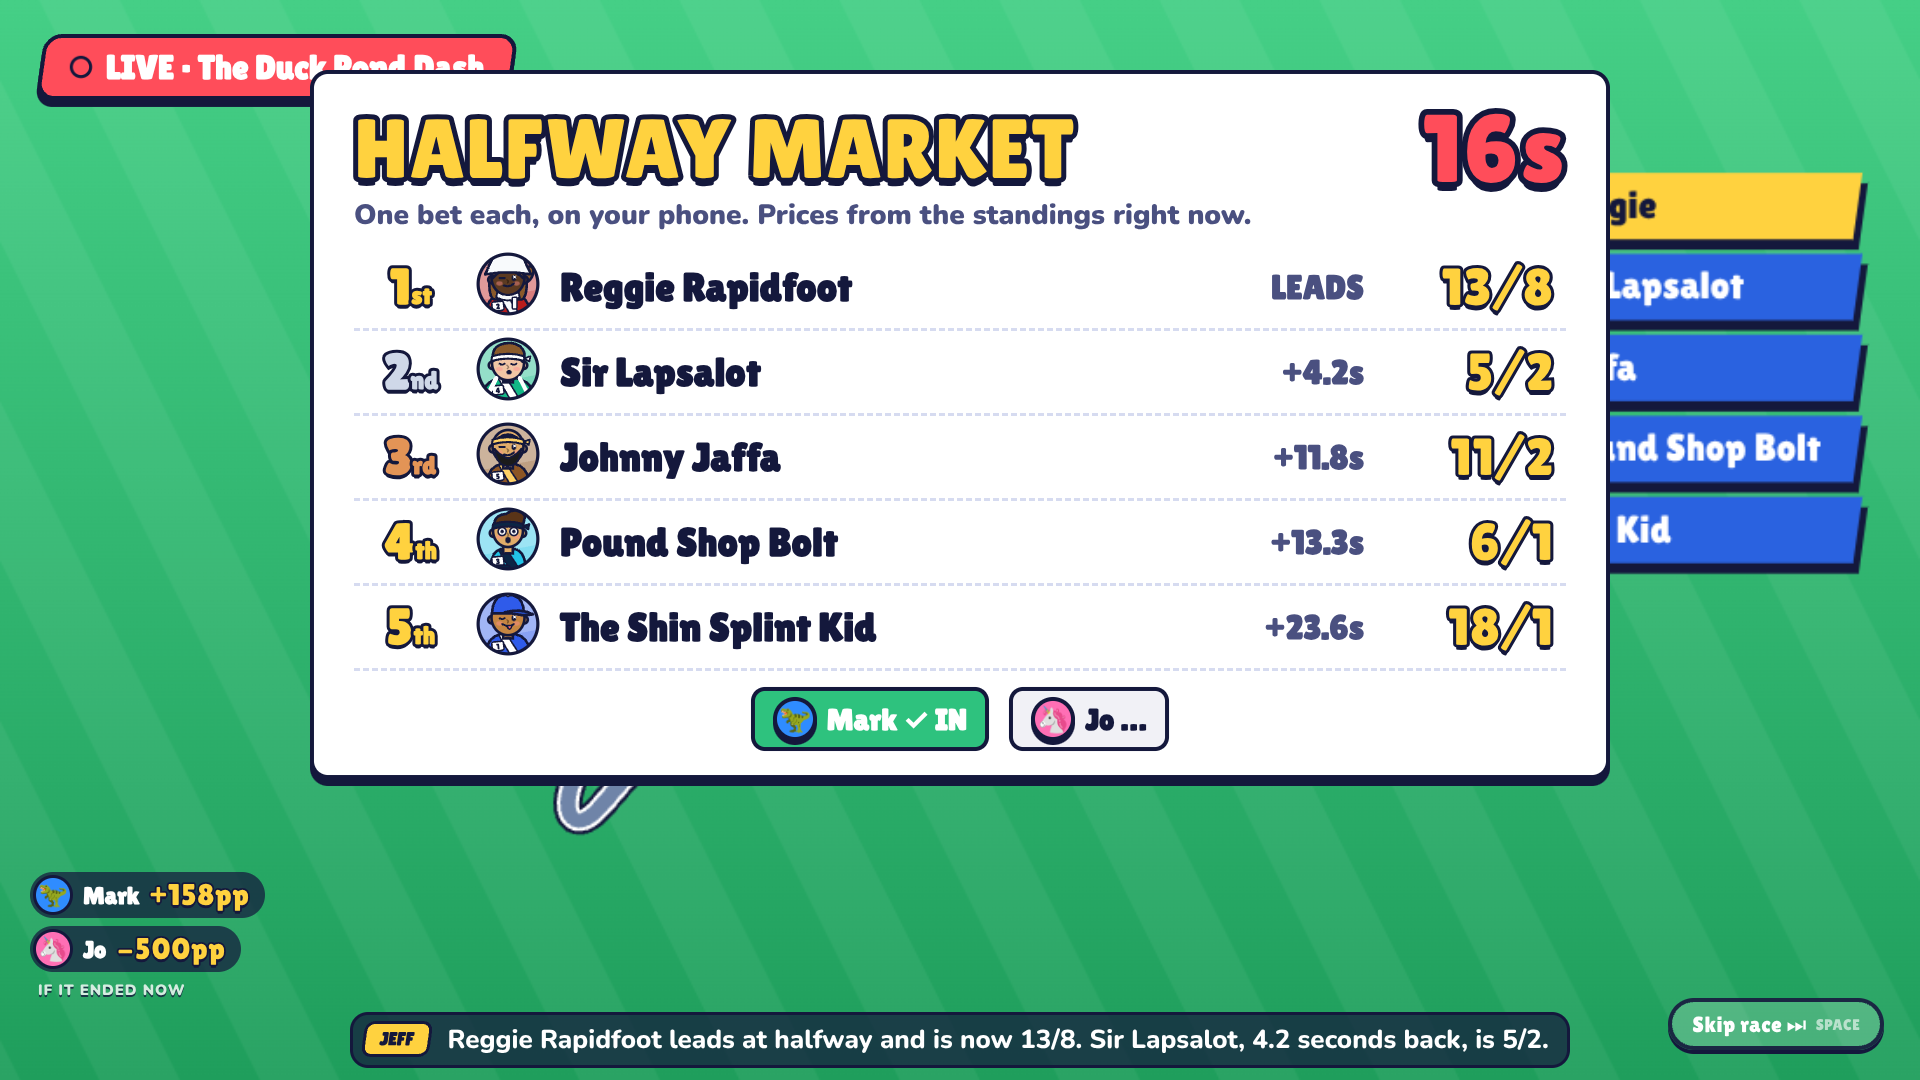 LIVE · The Duck Pond Dash
HALFWAY MARKET
16s
One bet each, on your phone. Prices from the standings right now.
1st Reggie Rapidfoot LEADS 13/8
2nd Sir Lapsalot +4.2s 5/2
3rd Johnny Jaffa +11.8s 11/2
4th Pound Shop Bolt +13.3s 6/1
5th The Shin Splint Kid +23.6s 18/1
Mark ✓ IN
Jo ...
gie
Lapsalot
fa
und Shop Bolt
Kid
Mark +158pp
Jo –500pp
IF IT ENDED NOW
JEFF Reggie Rapidfoot leads at halfway and is now 13/8. Sir Lapsalot, 4.2 seconds back, is 5/2.
Skip race ⏭ SPACE